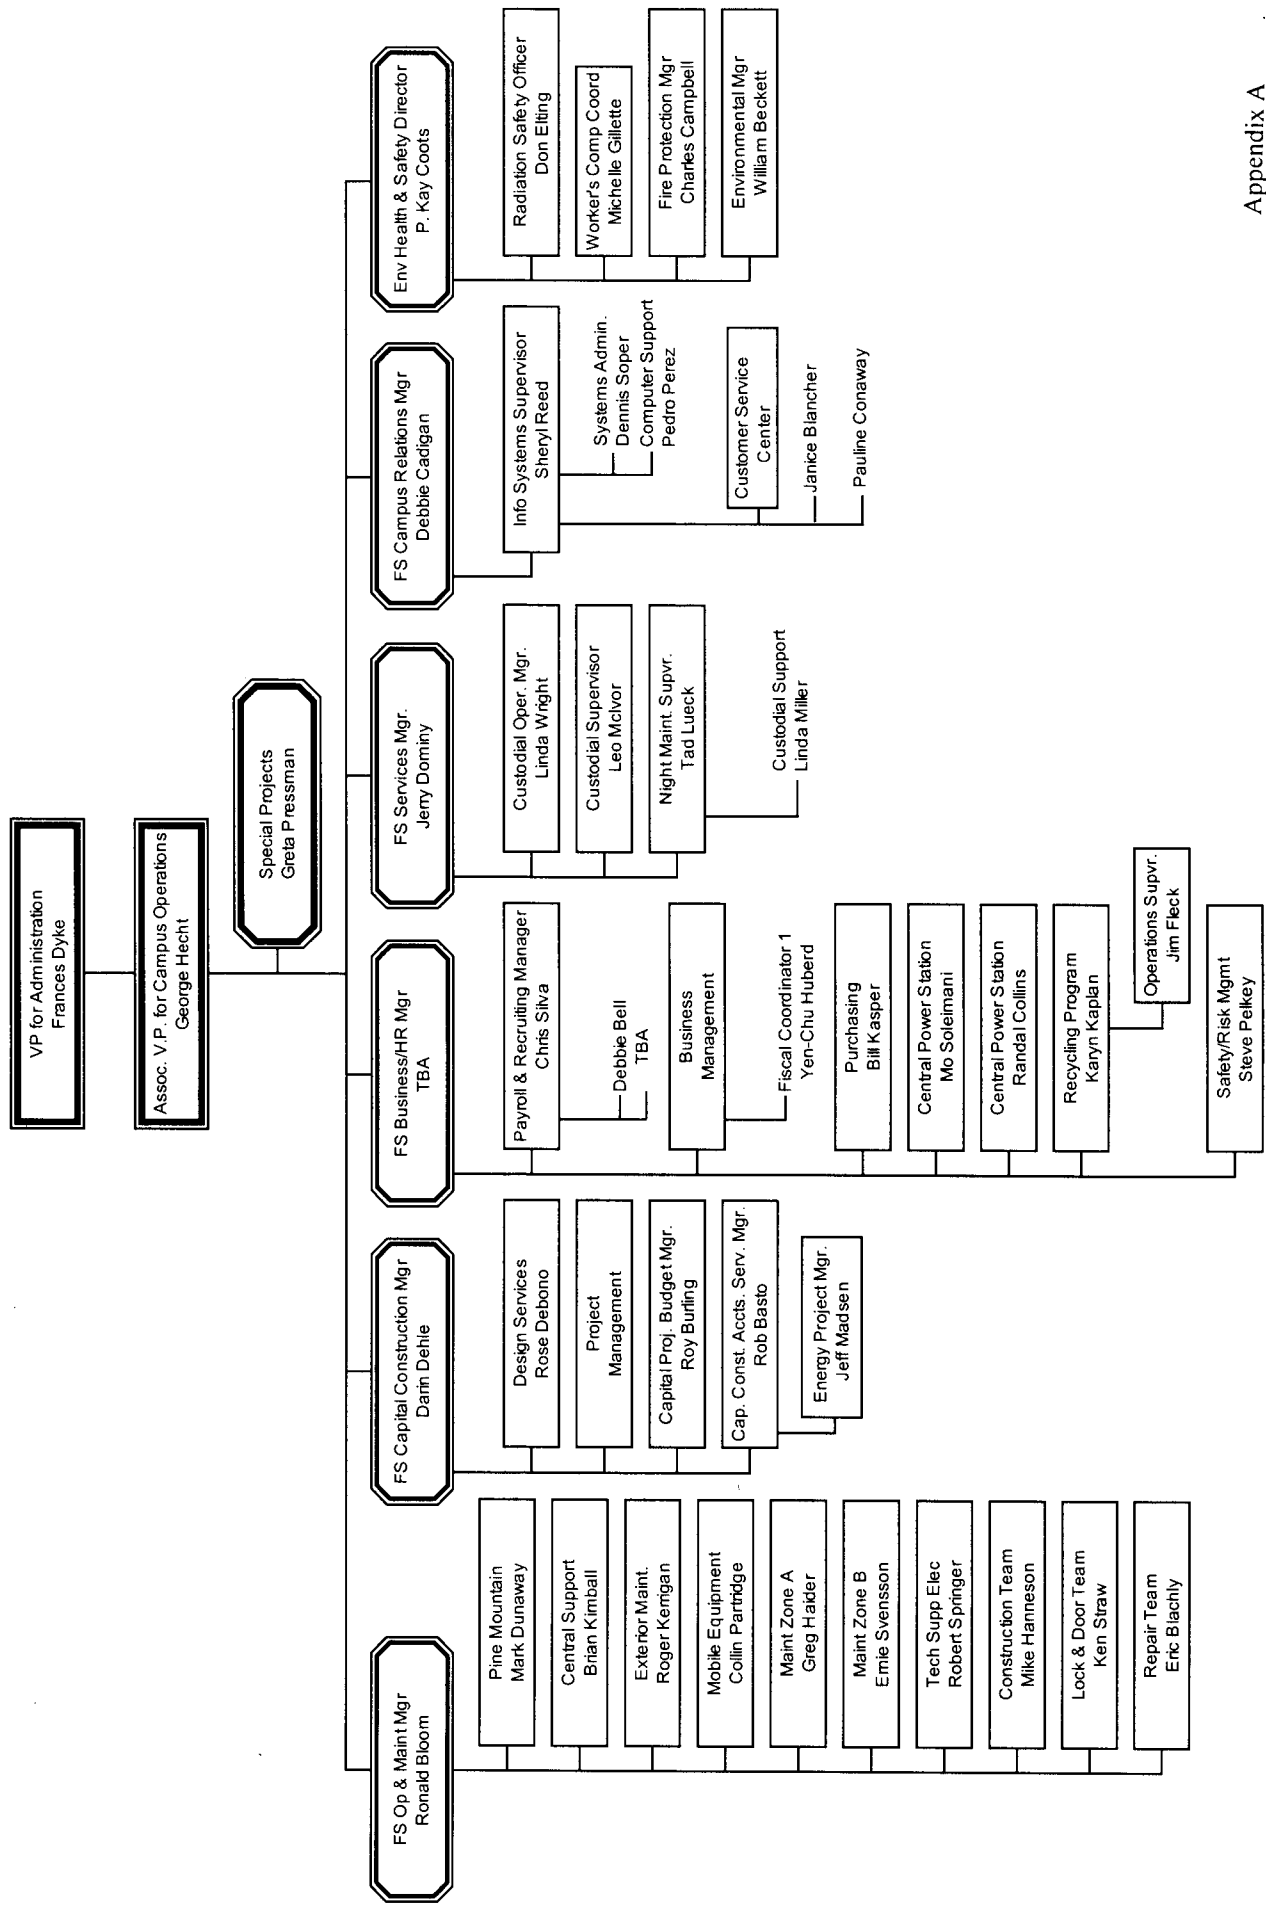 VP for Administration
Frances Dyke
Assoc. V.P. for Campus Operations
George Hecht
Special Projects
Greta Pressman
FS Op & Maint Mgr
Ronald Bloom
Pine Mountain
Mark Dunaway
Central Support
Brian Kimball
Exterior Maint.
Roger Kerrigan
Mobile Equipment
Collin Partridge
Maint Zone A
Greg Haider
Maint Zone B
Ernie Svensson
Tech Supp Elec
Robert Springer
Construction Team
Mike Hanneson
Lock & Door Team
Ken Straw
Repair Team
Eric Blachly
FS Capital Construction Mgr
Darin Dehle
Design Services
Rose Debono
Project
Management
Capital Proj. Budget Mgr.
Roy Burling
Cap. Const. Accts. Serv. Mgr.
Rob Basto
Energy Project Mgr.
Jeff Madsen
FS Business/HR Mgr
TBA
Payroll & Recruiting Manager
Chris Silva
Debbie Bell
TBA
Business
Management
Fiscal Coordinator 1
Yen-Chu Huberd
Purchasing
Bill Kasper
Central Power Station
Mo Soleimani
Central Power Station
Randal Collins
Recycling Program
Karyn Kaplan
Operations Supvr.
Jim Fleck
Safety/Risk Mgmt
Steve Pelkey
FS Services Mgr.
Jerry Dominy
Custodial Oper. Mgr.
Linda Wright
Custodial Supervisor
Leo McIvor
Night Maint. Supvr.
Tad Lueck
Custodial Support
Linda Miller
FS Campus Relations Mgr
Debbie Cadigan
Info Systems Supervisor
Sheryl Reed
Systems Admin.
Dennis Soper
Computer Support
Pedro Perez
Customer Service
Center
Janice Blancher
Pauline Conaway
Env Health & Safety Director
P. Kay Coots
Radiation Safety Officer
Don Elting
Worker's Comp Coord
Michelle Gillette
Fire Protection Mgr
Charles Campbell
Environmental Mgr
William Beckett
Appendix A